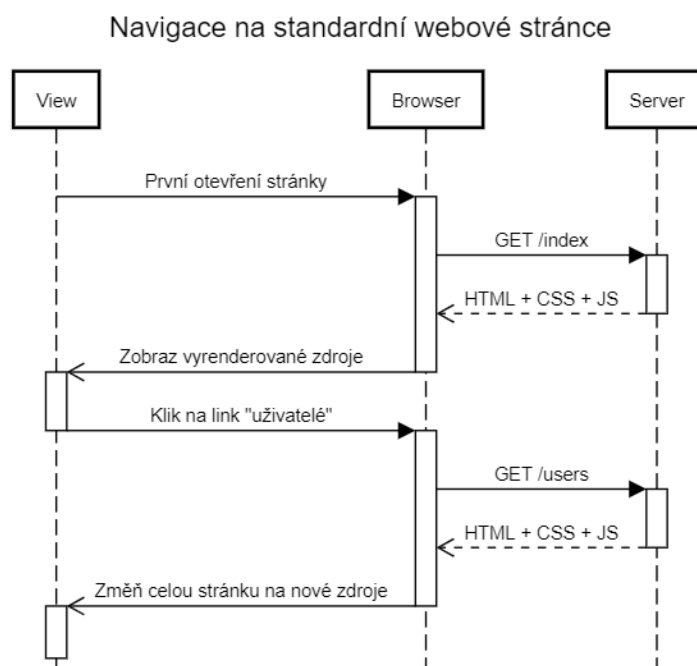 Navigace na standardní webové stránce
View
Browser
Server
První otevření stránky
GET /index
HTML + CSS + JS
Zobraz vyrenderované zdroje
Klik na link "uživatelé"
GET /users
HTML + CSS + JS
Změň celou stránku na nové zdroje